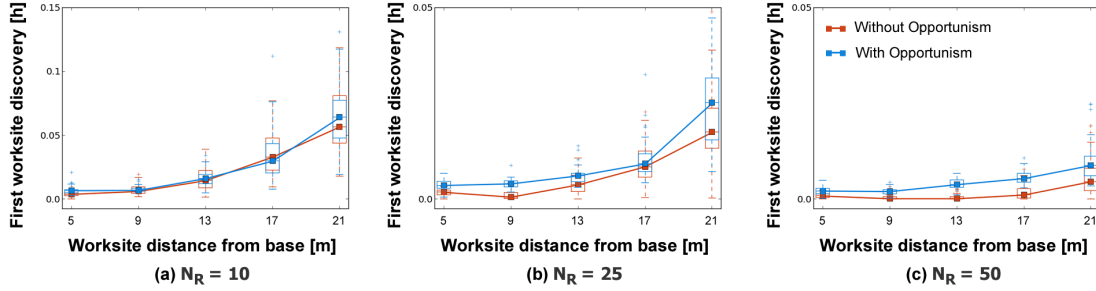 First worksite discovery [h]
0.15
0.1
0.05
0.0
5 9 13 17 21
Worksite distance from base [m]
(a) N_R = 10
First worksite discovery [h]
0.05
0.0
5 9 13 17 21
Worksite distance from base [m]
(b) N_R = 25
First worksite discovery [h]
0.05
0.0
Without Opportunism
With Opportunism
5 9 13 17 21
Worksite distance from base [m]
(c) N_R = 50